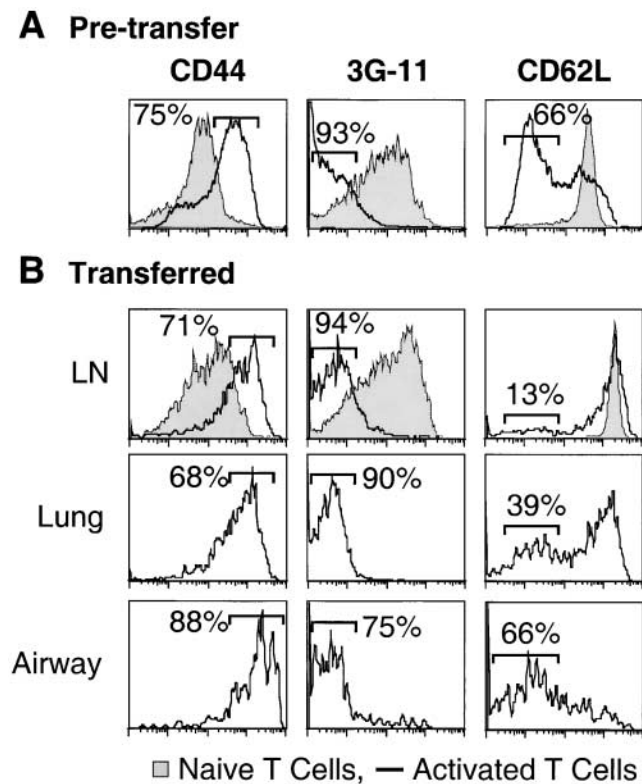 A Pre-transfer
CD44 3G-11 CD62L
75% 93% 66%
B Transferred
LN 71% 94% 13%
Lung 68% 90% 39%
Airway 88% 75% 66%
Naive T Cells, Activated T Cells